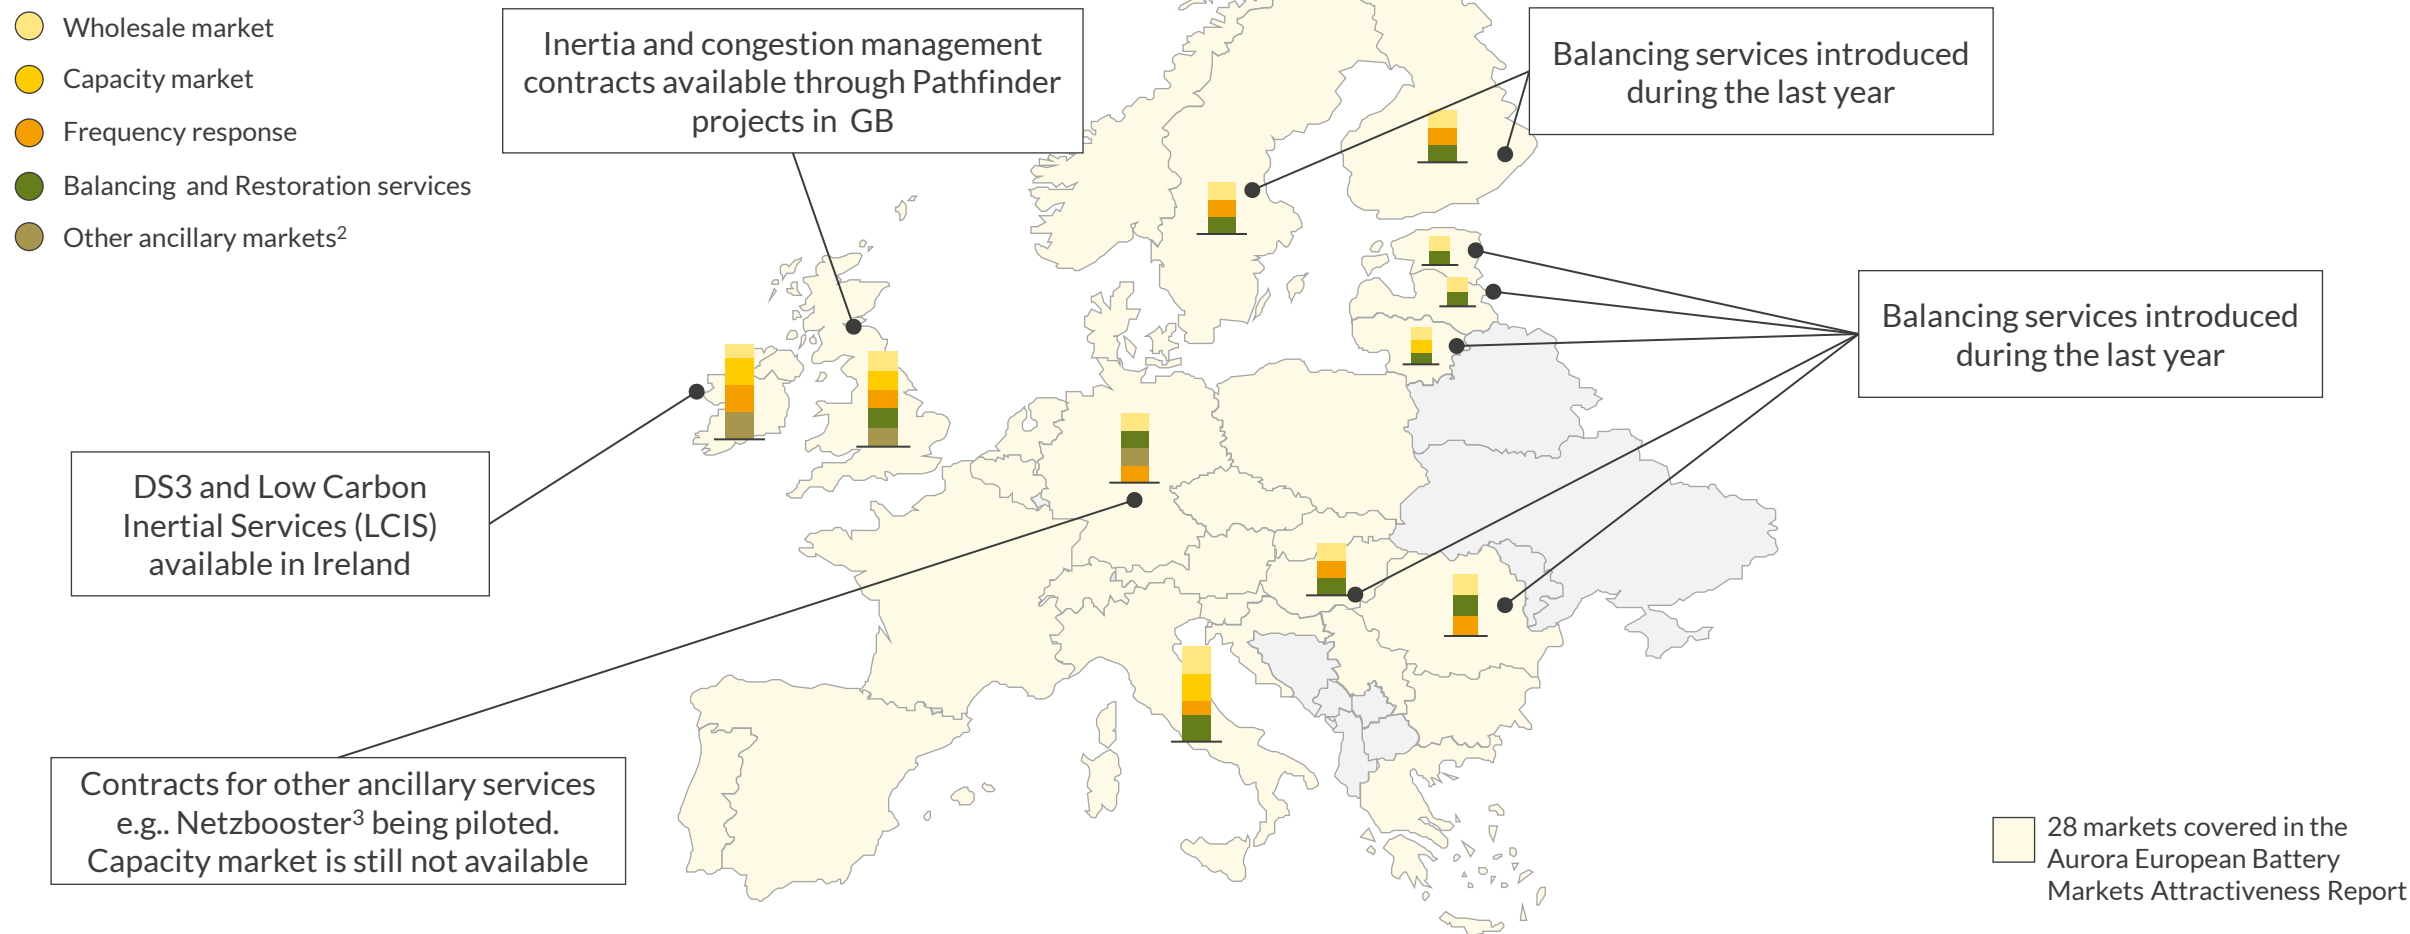 Wholesale market
Capacity market
Frequency response
Balancing and Restoration services
Other ancillary markets²
Inertia and congestion management
contracts available through Pathfinder
projects in GB
Balancing services introduced
during the last year
Balancing services introduced
during the last year
DS3 and Low Carbon
Inertial Services (LCIS)
available in Ireland
Contracts for other ancillary services
e.g.. Netzbooster³ being piloted.
Capacity market is still not available
28 markets covered in the
Aurora European Battery
Markets Attractiveness Report